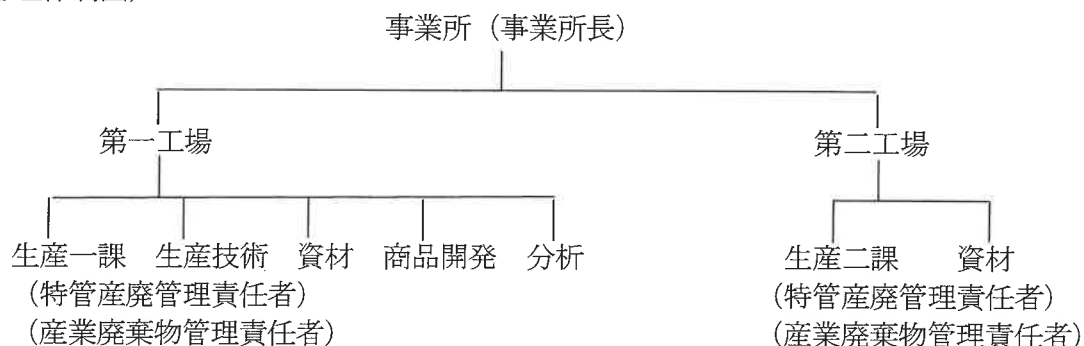 事業所（事業所長）
第一工場
第二工場
生産一課 生産技術 資材 商品開発 分析
生産二課 資材
（特管産廃管理責任者）
（特管産廃管理責任者）
（産業廃棄物管理責任者）
（産業廃棄物管理責任者）